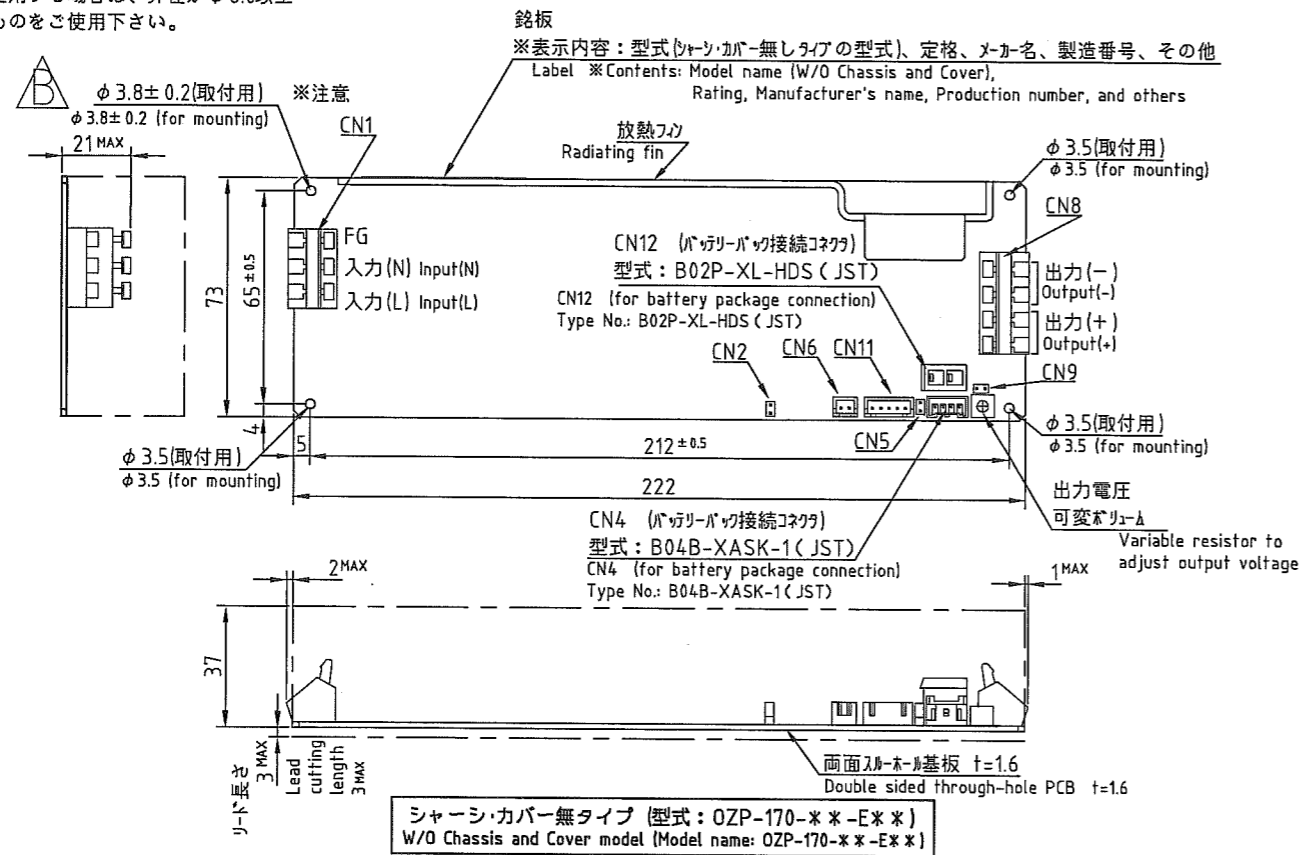 ものをご使用下さい。
銘板
※表示内容：型式(シャーシ・カバー無しタイプの型式)、定格、メーカー名、製造番号、その他
Label ※Contents: Model name (W/O Chassis and Cover),
Rating, Manufacturer's name, Production number, and others
B
φ3.8±0.2(取付用) ※注意
φ3.8±0.2 (for mounting)
CN1
21 MAX
放熱フィン
Radiating fin
φ3.5(取付用)
φ3.5 (for mounting)
CN8
FG
入力(N) Input(N)
入力(L) Input(L)
73
65±0.5
4
5
CN12 (バッテリーパック接続コネクタ)
型式：B02P-XL-HDS(JST)
CN12 (for battery package connection)
Type No.: B02P-XL-HDS(JST)
出力(−)
Output(-)
出力(+)
Output(+)
CN2
CN6
CN11
CN9
CN5
φ3.5(取付用)
φ3.5 (for mounting)
φ3.5(取付用)
φ3.5 (for mounting)
212±0.5
222
出力電圧
可変ボリューム
Variable resistor to
adjust output voltage
CN4 (バッテリーパック接続コネクタ)
型式：B04B-XASK-1(JST)
CN4 (for battery package connection)
Type No.: B04B-XASK-1(JST)
2 MAX
1 MAX
37
リード長さ
3 MAX
Lead
cutting
length
3MAX
両面スルーホール基板 t=1.6
Double sided through-hole PCB t=1.6
シャーシ・カバー無タイプ (型式：OZP-170-＊＊-E＊＊)
W/O Chassis and Cover model (Model name: OZP-170-＊＊-E＊＊)